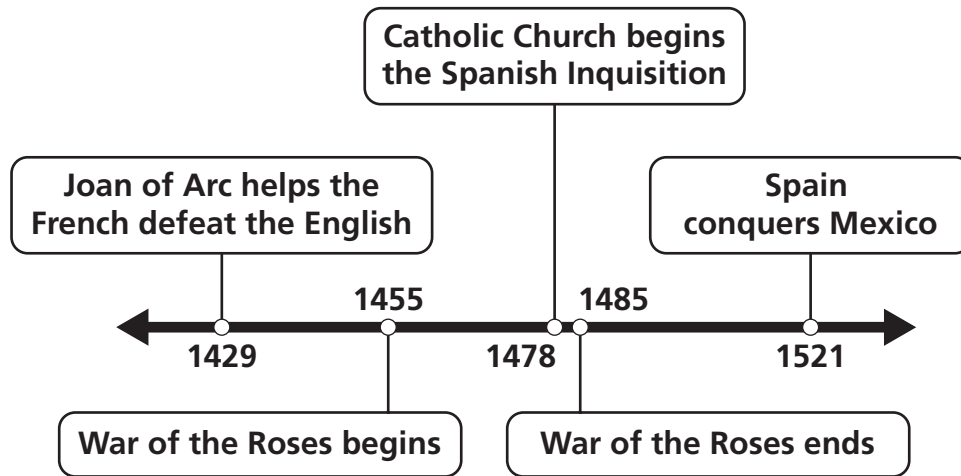 Catholic Church begins
the Spanish Inquisition
Joan of Arc helps the
French defeat the English
Spain
conquers Mexico
1455
1485
1429
1478
1521
War of the Roses begins
War of the Roses ends